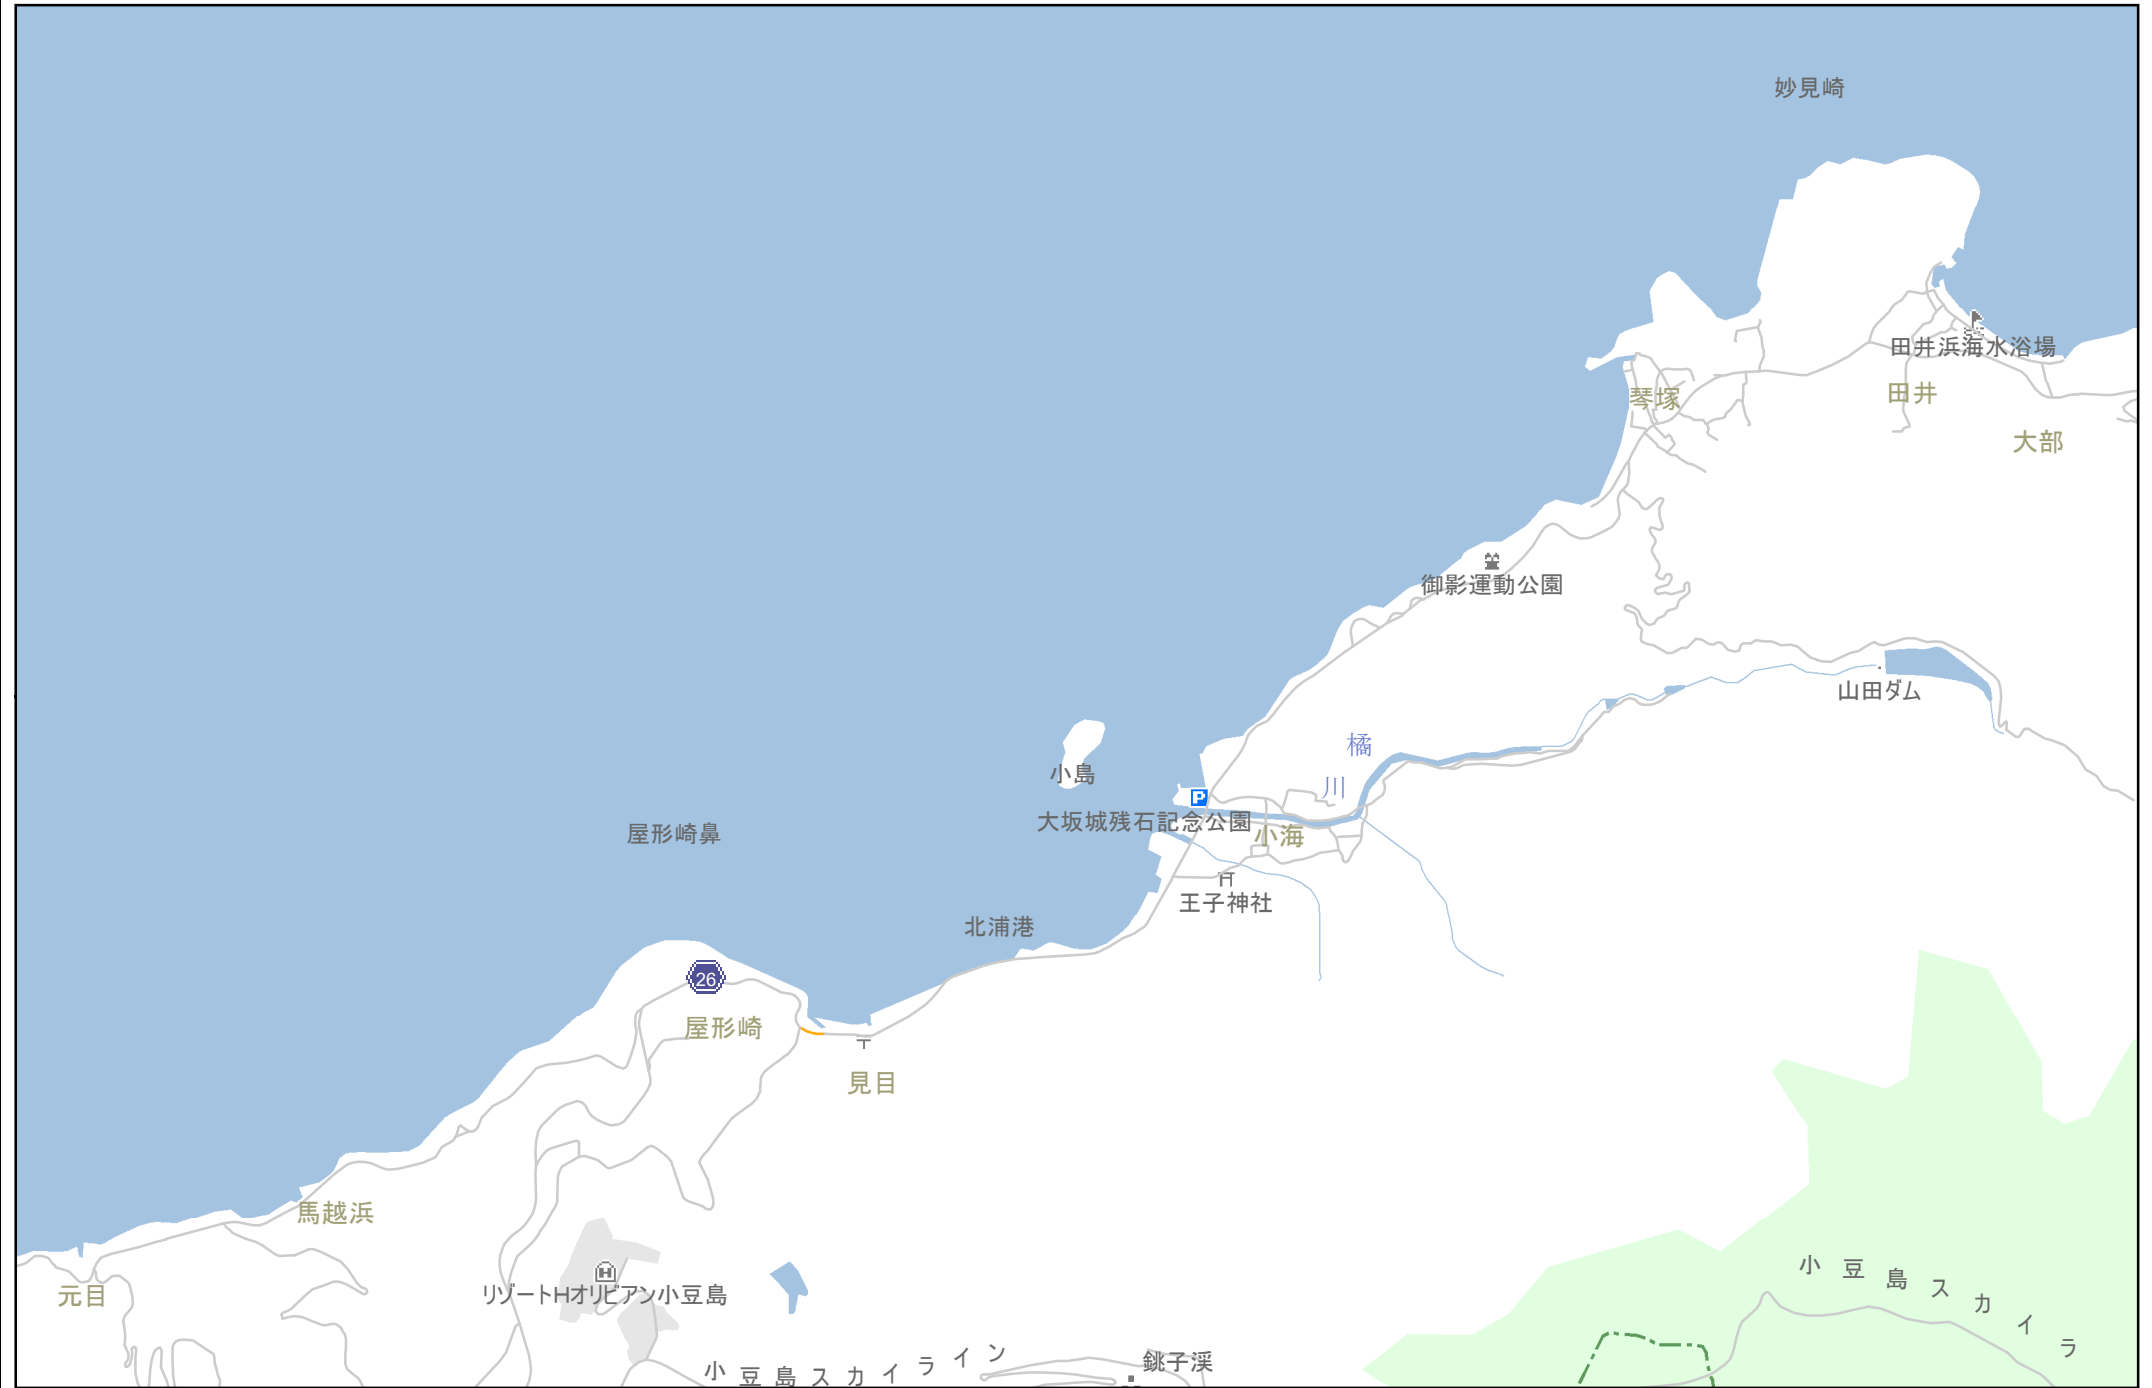 妙見崎
田井浜海水浴場
琴塚
田井
大部
御影運動公園
山田ダム
橘川
小島
P
大坂城残石記念公園
小海
屋形崎鼻
王子神社
北浦港
26
屋形崎
見目
馬越浜
元目
リゾートHオリビアン小豆島
小豆島スカイラ
小豆島スカイライン
銚子渓